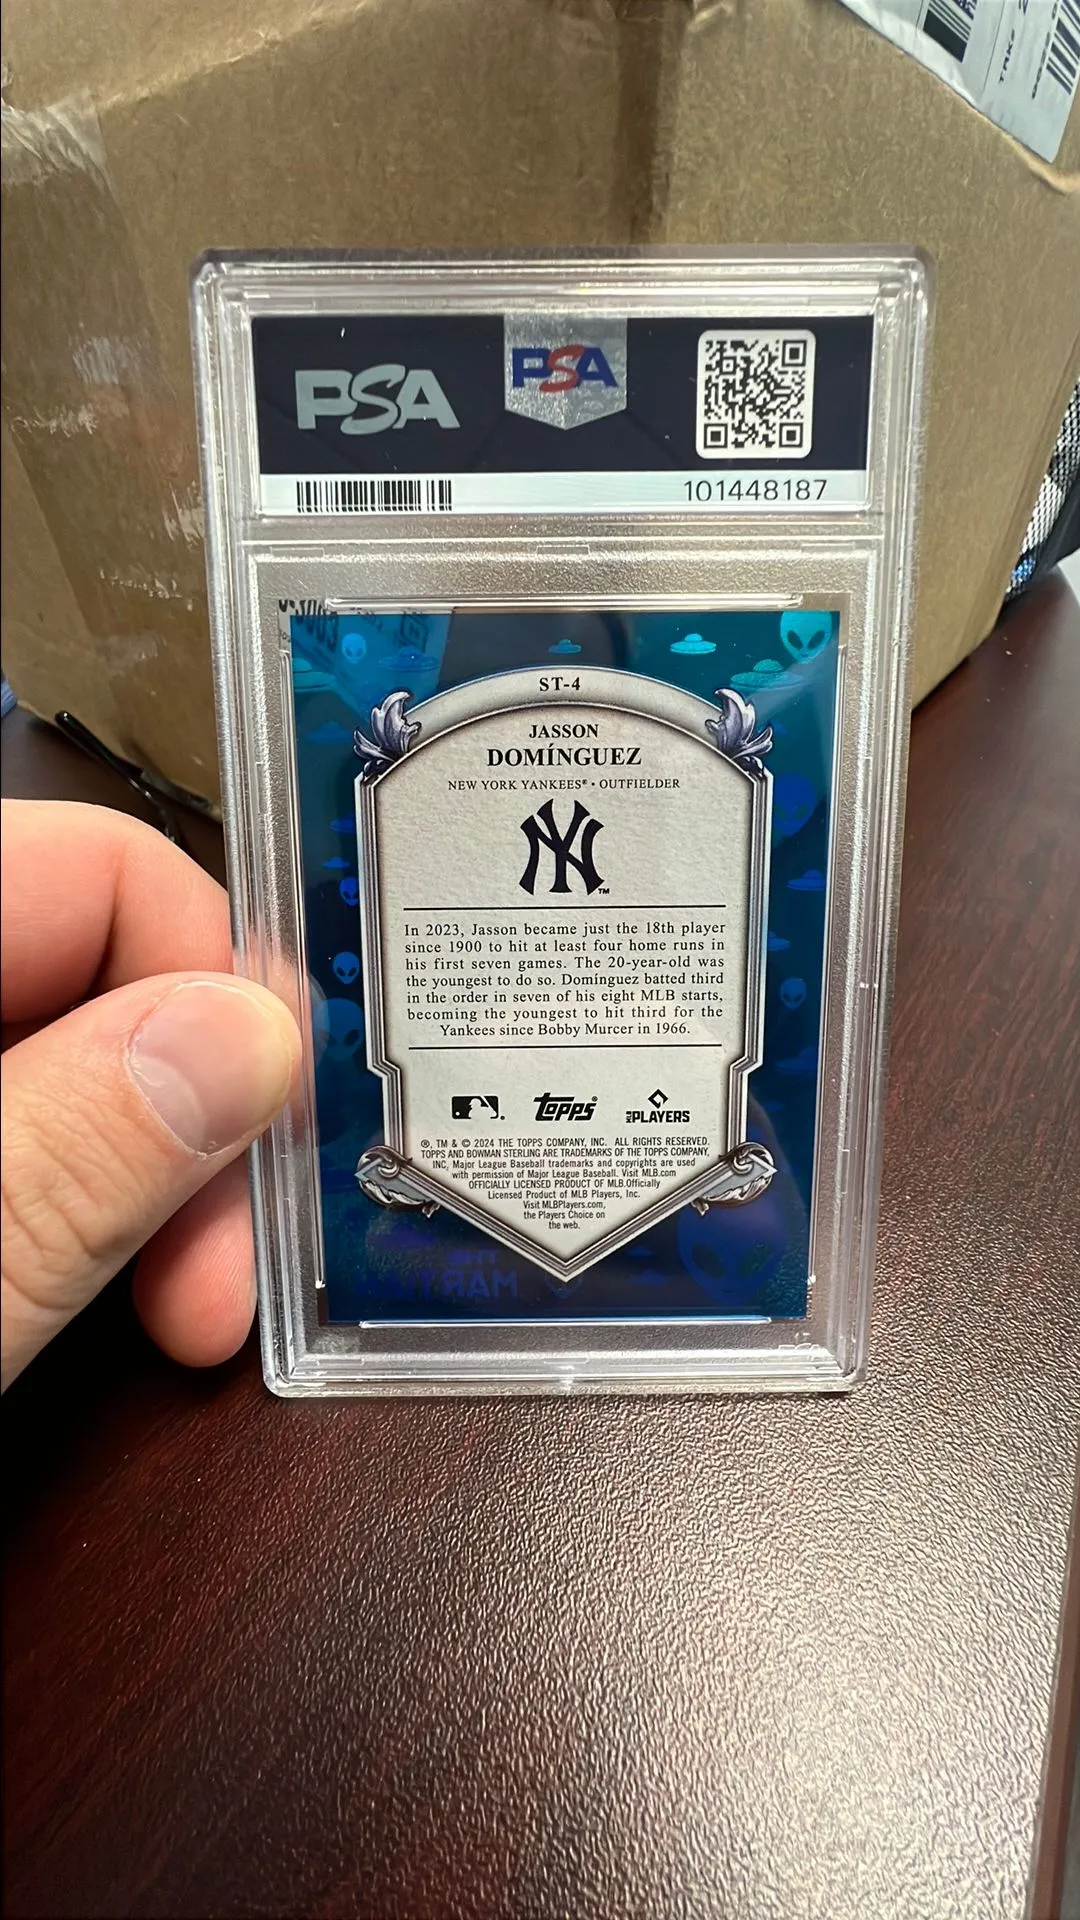 TRK#
PSA
PSA
101448187
ST-4
JASSON
DOMÍNGUEZ
NEW YORK YANKEES® • OUTFIELDER
NY
TM
In 2023, Jasson became just the 18th player
since 1900 to hit at least four home runs in
his first seven games. The 20-year-old was
the youngest to do so. Domínguez batted third
in the order in seven of his eight MLB starts,
becoming the youngest to hit third for the
Yankees since Bobby Murcer in 1966.
Topps®
MLB PLAYERS
®, TM & © 2024 THE TOPPS COMPANY, INC. ALL RIGHTS RESERVED.
TOPPS AND BOWMAN STERLING ARE TRADEMARKS OF THE TOPPS COMPANY,
INC, Major League Baseball trademarks and copyrights are used
with permission of Major League Baseball. Visit MLB.com
OFFICIALLY LICENSED PRODUCT OF MLB.Officially
Licensed Product of MLB Players, Inc.
Visit MLBPlayers.com,
the Players Choice on
the web.
THE
MARTIAN